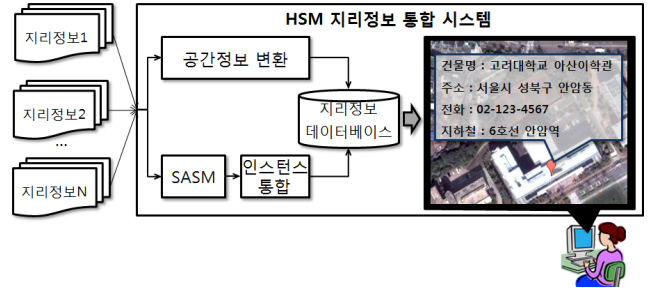 HSM 지리정보 통합 시스템
지리정보1
지리정보2
...
지리정보N
공간정보 변환
SASM
인스턴스
통합
지리정보
데이터베이스
건물명 : 고려대학교 아산이학관
주소 : 서울시 성북구 안암동
전화 : 02-123-4567
지하철 : 6호선 안암역